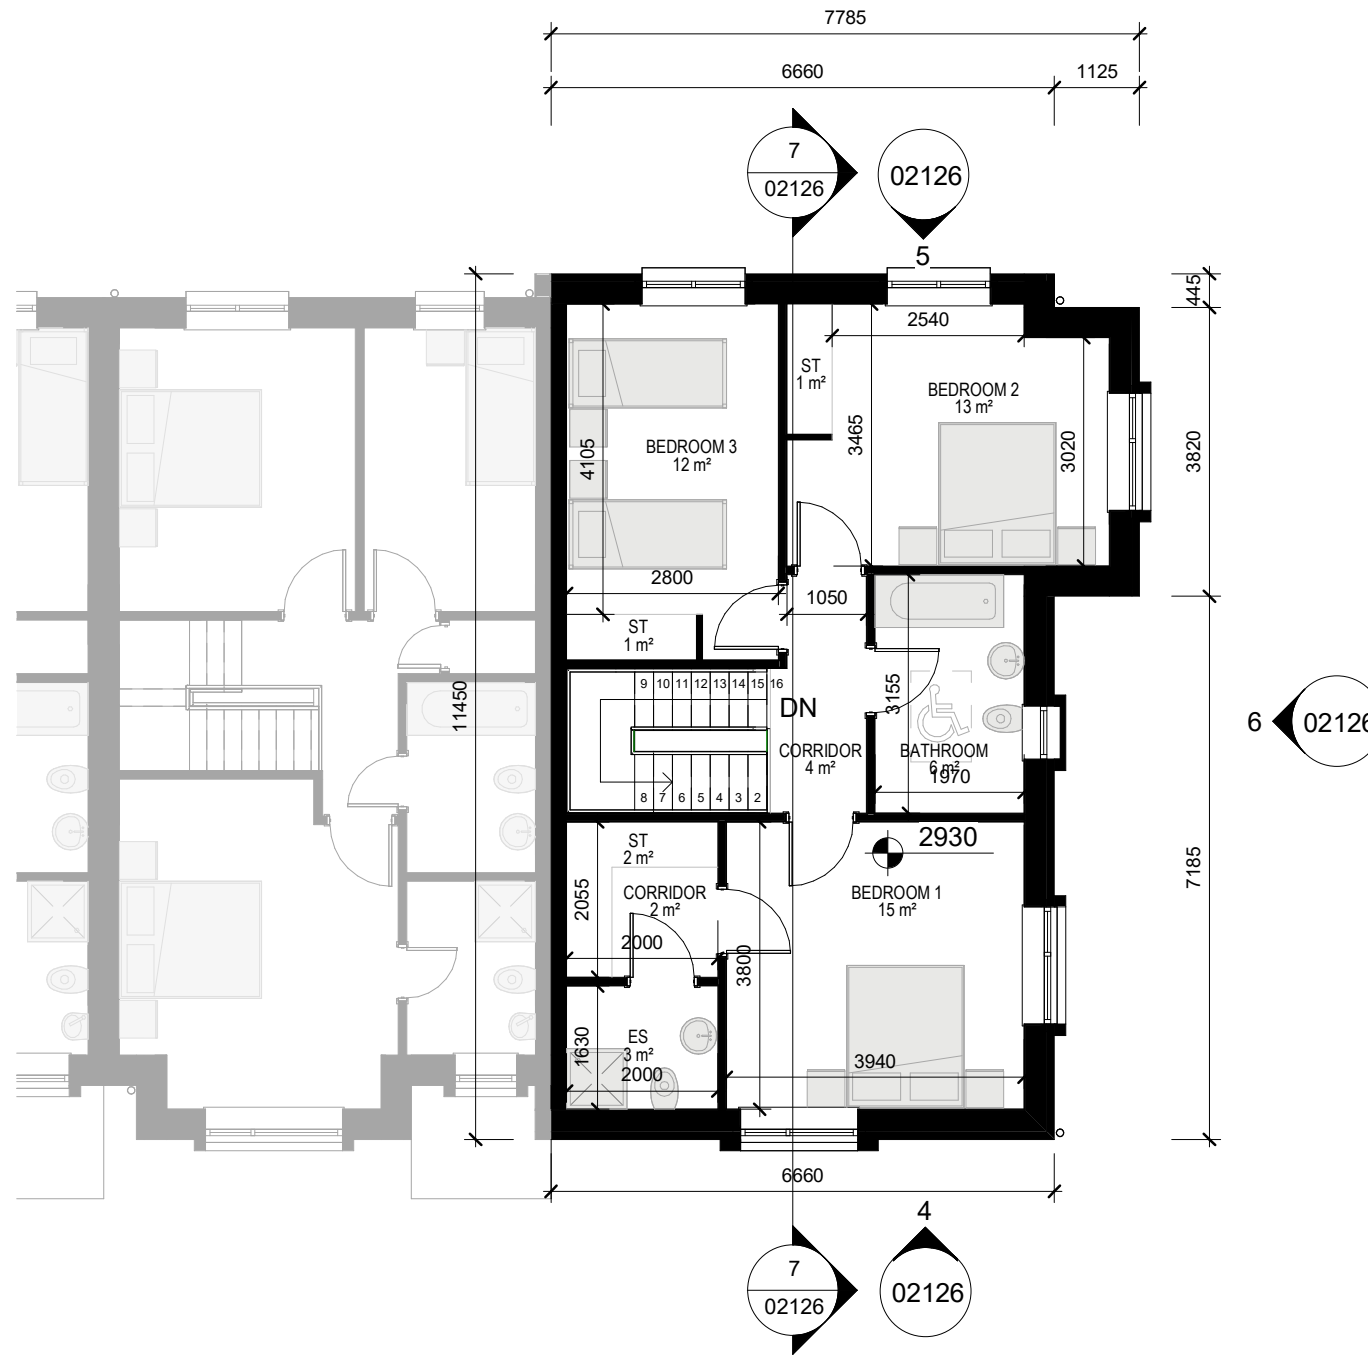 7785
6660
1125
7
02126
02126
5
445
2540
ST
1 m²
BEDROOM 2
13 m²
BEDROOM 3
12 m²
4105
3465
3020
3820
2800
1050
ST
1 m²
9 10 11 12 13 14 15 16
DN
3155
11450
CORRIDOR
4 m²
BATHROOM
6 m²
1970
8 7 6 5 4 3 2
6
02126
ST
2 m²
2930
CORRIDOR
2 m²
BEDROOM 1
15 m²
2055
7185
2000
3800
ES
3 m²
1630
2000
3940
6660
4
7
02126
02126